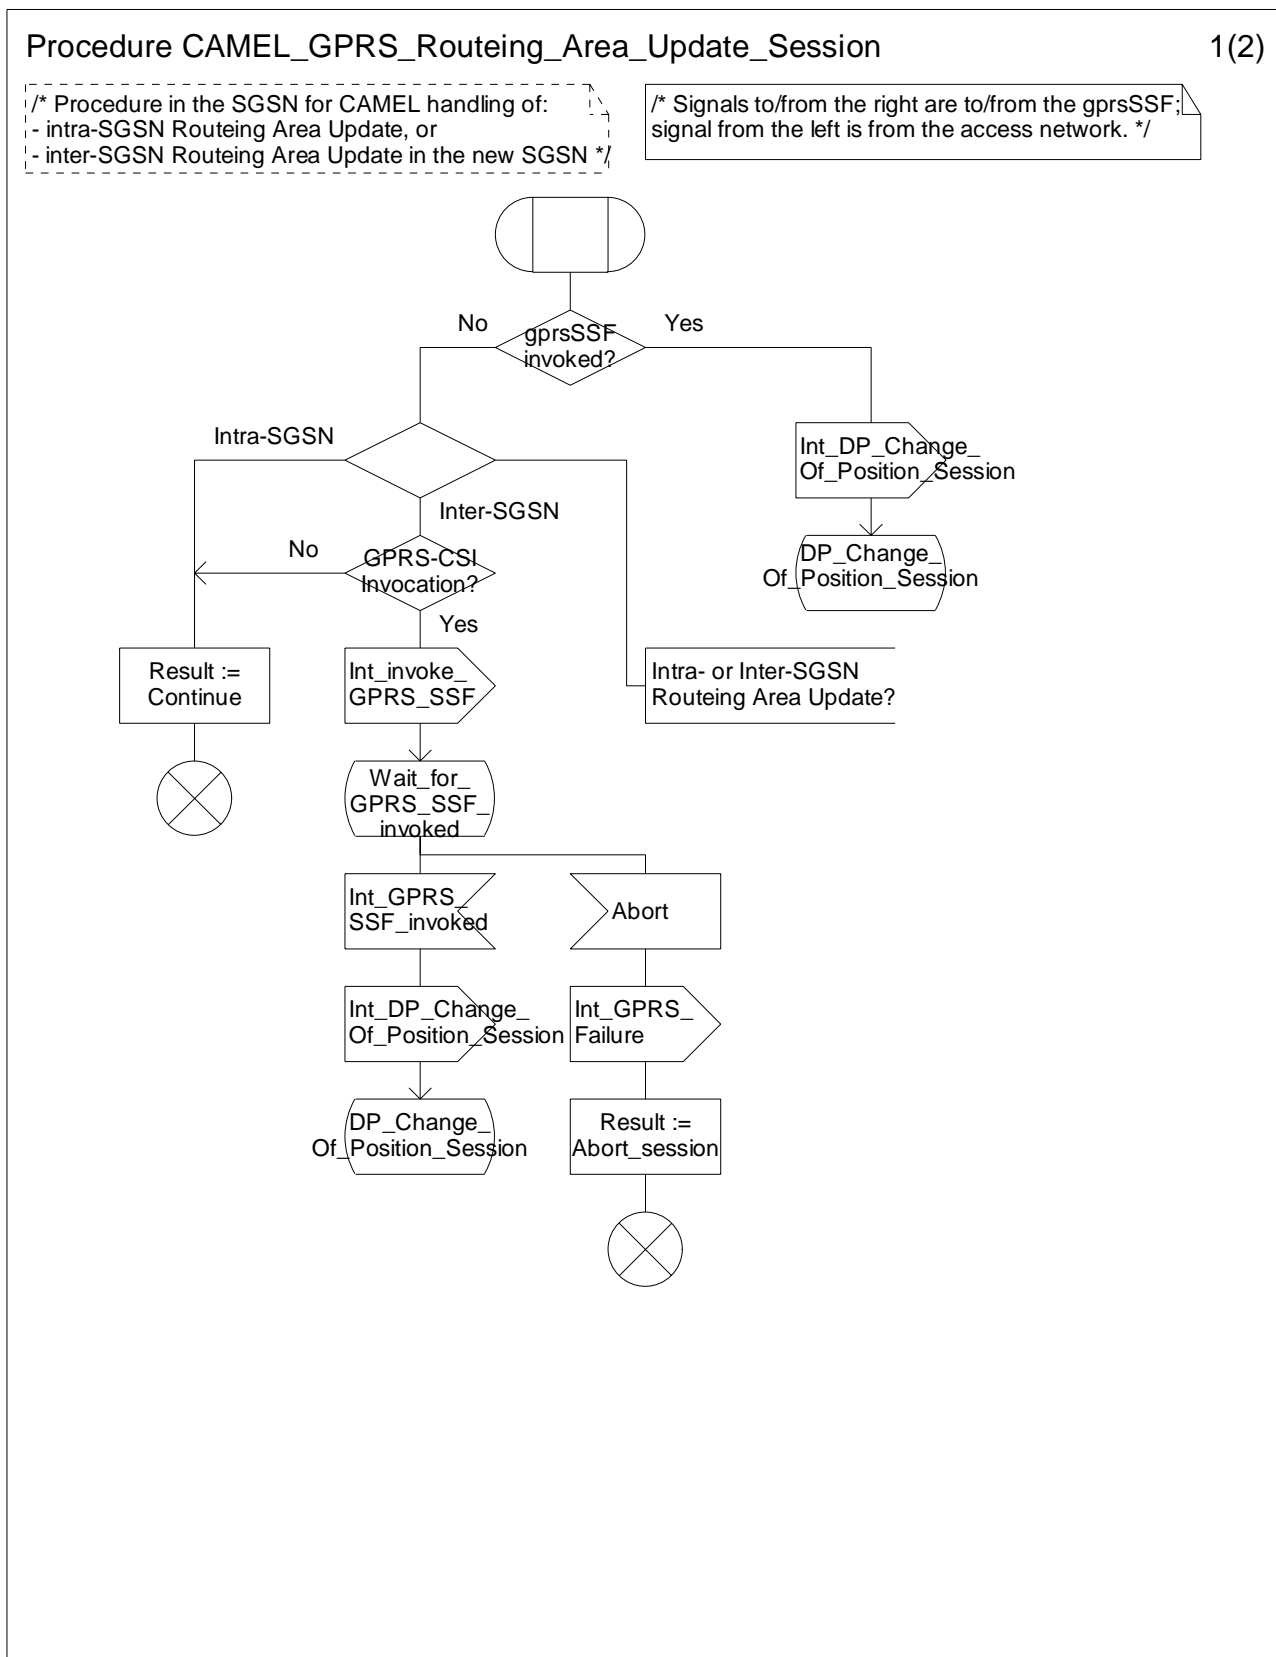 Procedure CAMEL_GPRS_Routeing_Area_Update_Session
1(2)
/* Procedure in the SGSN for CAMEL handling of:
- intra-SGSN Routeing Area Update, or
- inter-SGSN Routeing Area Update in the new SGSN */
/* Signals to/from the right are to/from the gprsSSF;
signal from the left is from the access network. */
No
gprsSSF
invoked?
Yes
Intra-SGSN
Int_DP_Change_
Of_Position_Session
Inter-SGSN
No
GPRS-CSI
Invocation?
DP_Change_
Of_Position_Session
Yes
Result :=
Continue
Int_invoke_
GPRS_SSF
Intra- or Inter-SGSN
Routeing Area Update?
Wait_for_
GPRS_SSF_
invoked
Int_GPRS_
SSF_invoked
Abort
Int_DP_Change_
Of_Position_Session
Int_GPRS_
Failure
DP_Change_
Of_Position_Session
Result :=
Abort_session